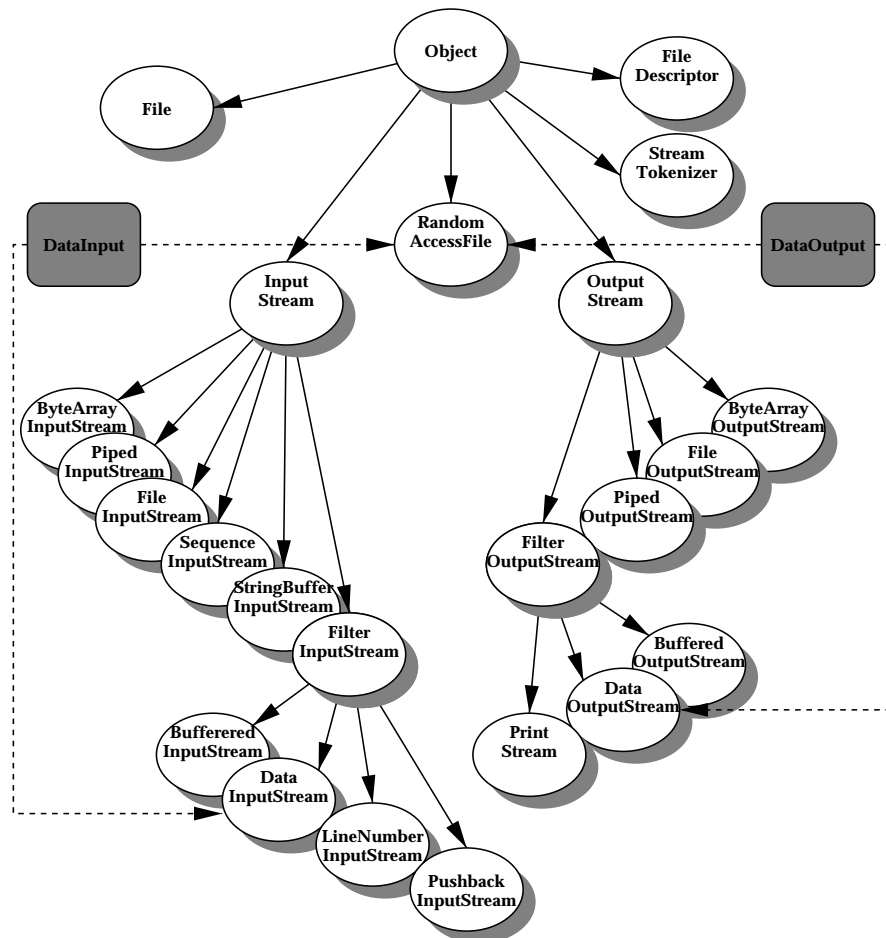 Object
File
Descriptor
File
Stream
Tokenizer
DataInput
Random
AccessFile
DataOutput
Input
Stream
Output
Stream
ByteArray
InputStream
Piped
InputStream
File
InputStream
Sequence
InputStream
StringBuffer
InputStream
Filter
InputStream
ByteArray
OutputStream
File
OutputStream
Piped
OutputStream
Filter
OutputStream
Buffered
OutputStream
Data
OutputStream
Print
Stream
Bufferered
InputStream
Data
InputStream
LineNumber
InputStream
Pushback
InputStream